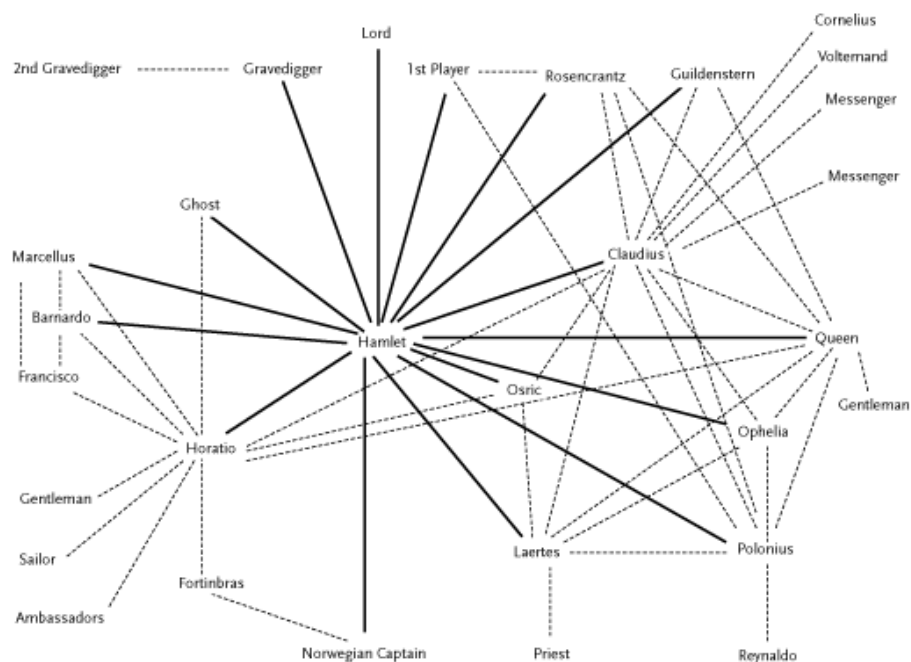 Cornelius
Lord
Volternand
2nd Gravedigger
Gravedigger
1st Player
Rosencrantz
Guildenstern
Messenger
Messenger
Ghost
Marcellus
Claudius
Barnardo
Hamlet
Queen
Francisco
Osric
Gentleman
Ophelia
Horatio
Gentleman
Laertes
Polonius
Sailor
Fortinbras
Ambassadors
Norwegian Captain
Priest
Reynaldo